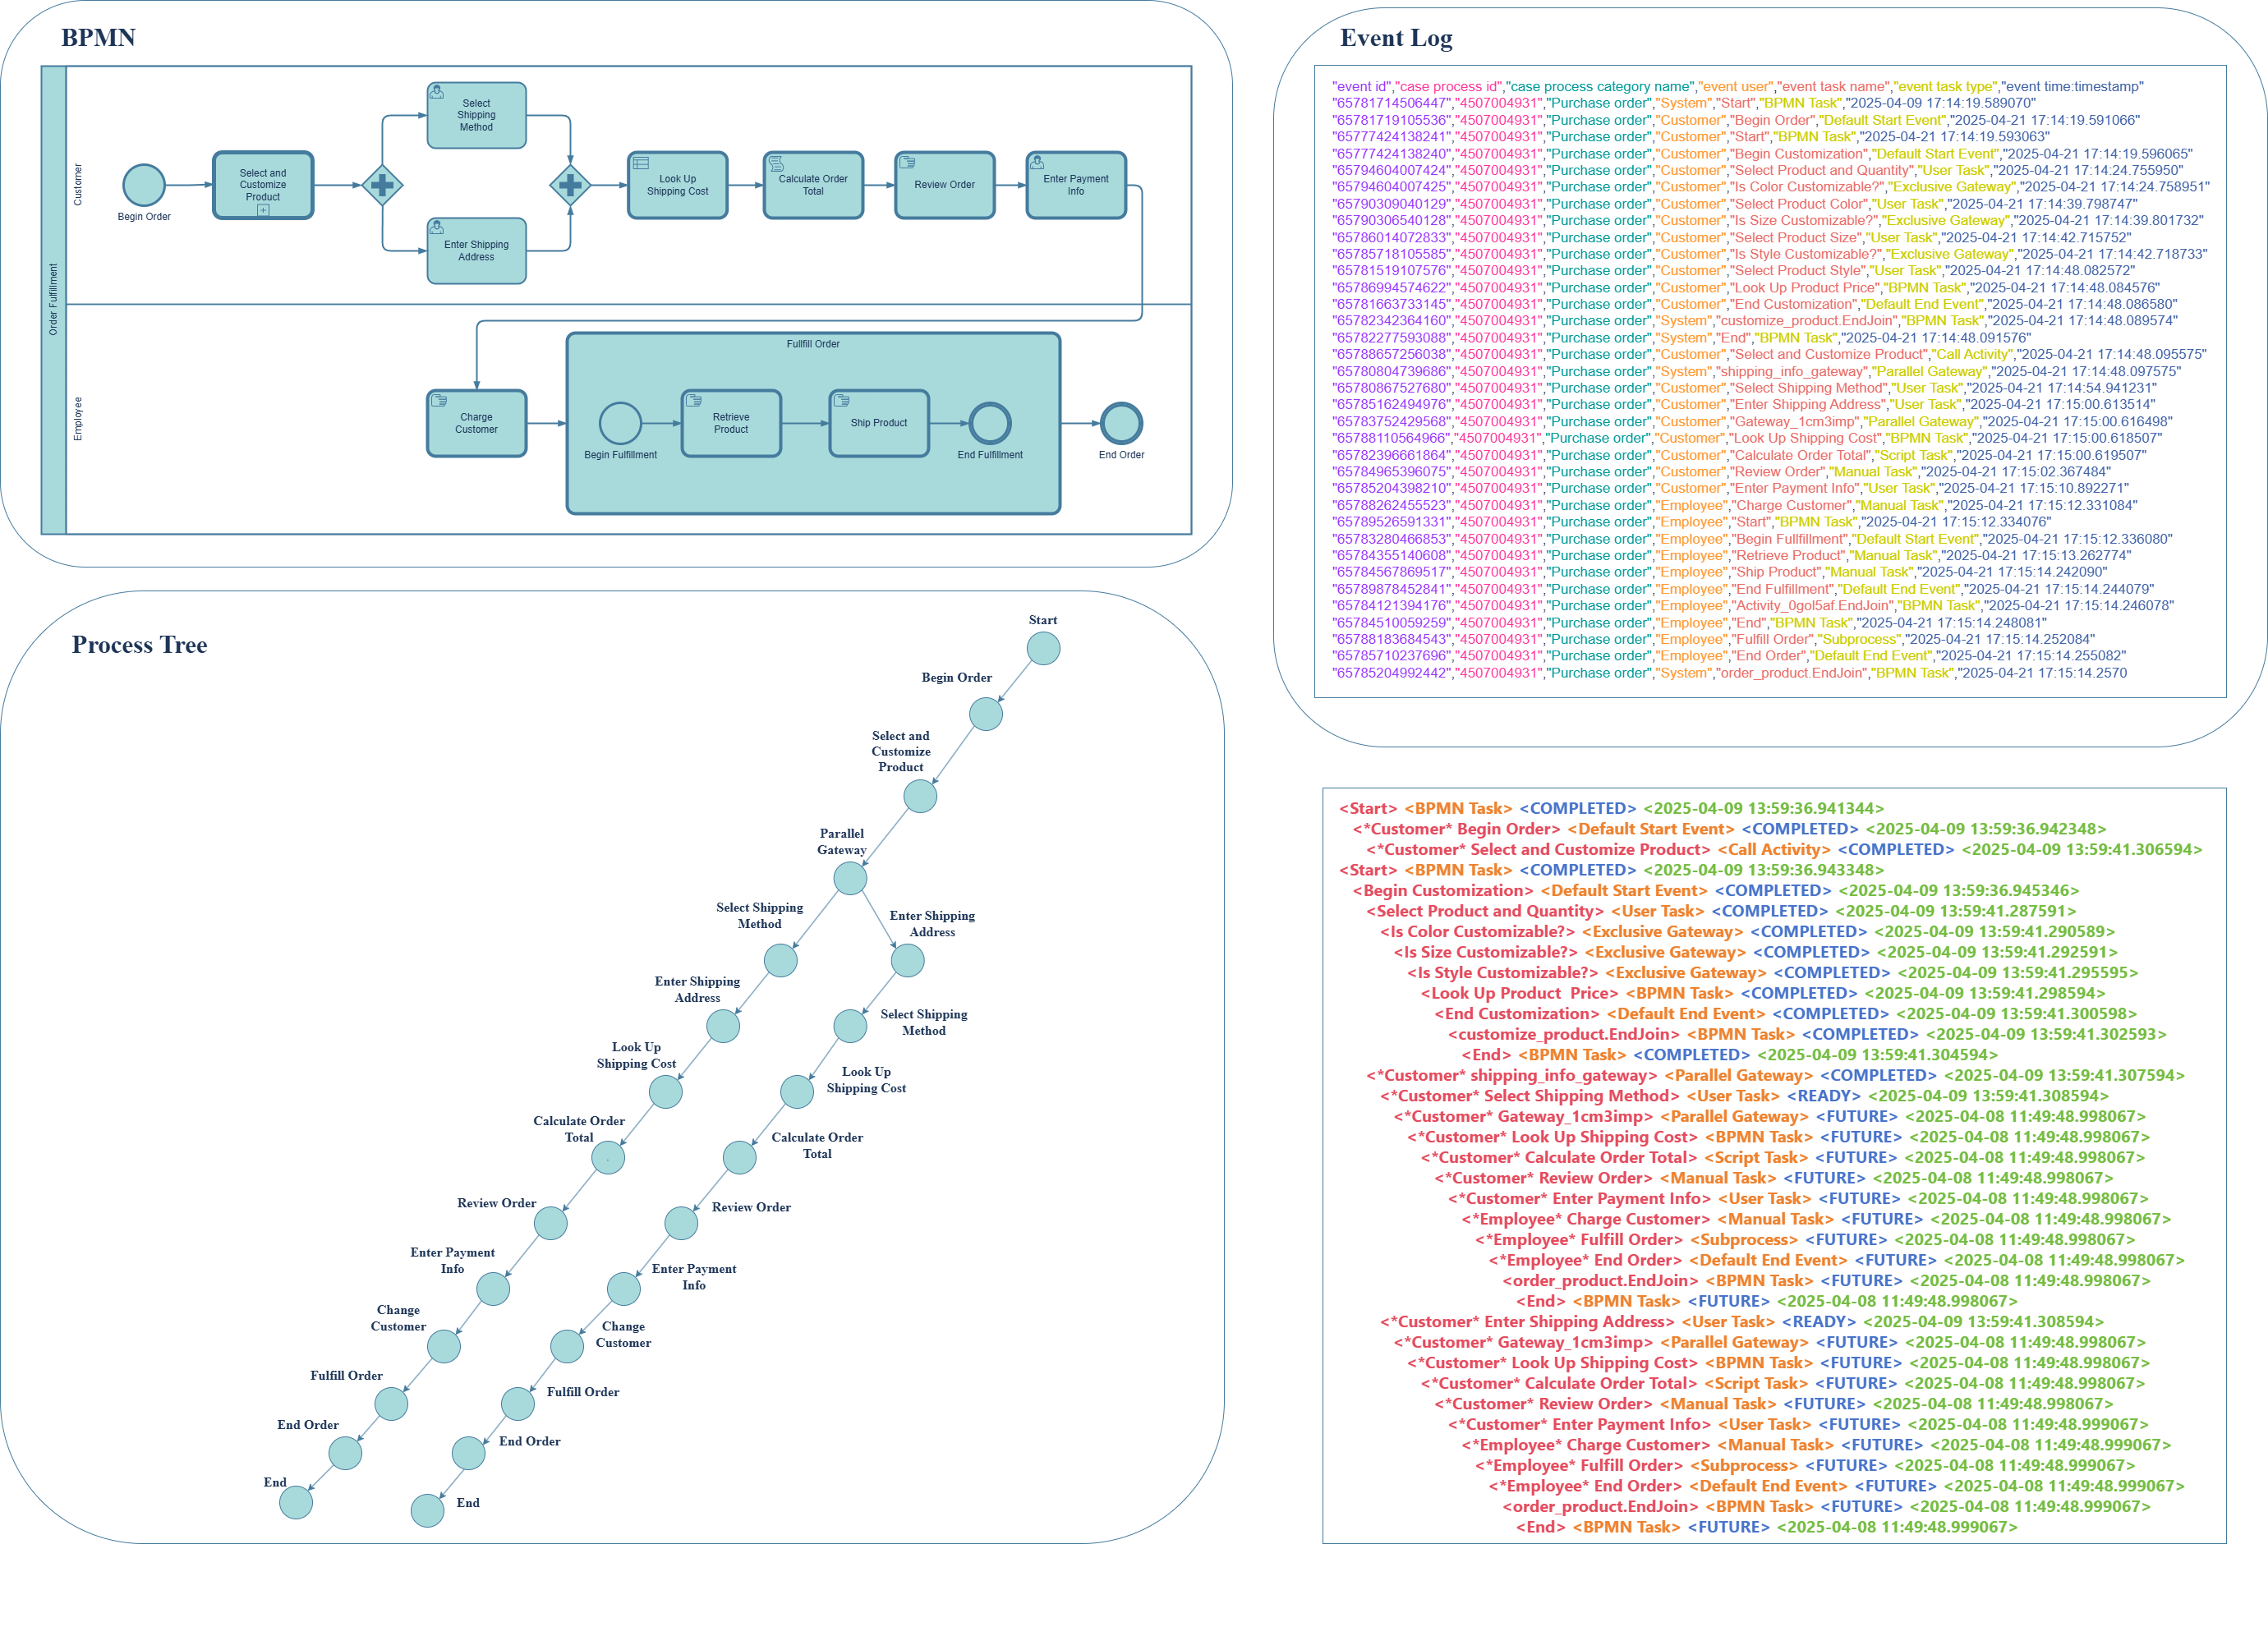 BPMN
Order Fulfillment
Customer
Begin Order
Select and
Customize
Product
Select
Shipping
Method
Enter Shipping
Address
Look Up
Shipping Cost
Calculate Order
Total
Review Order
Enter Payment
Info
Employee
Charge
Customer
Fullfill Order
Begin Fulfillment
Retrieve
Product
Ship Product
End Fulfillment
End Order
Event Log
"event id","case process id","case process category name","event user","event task name","event task type","event time:timestamp"
"65781714506447","4507004931","Purchase order","System","Start","BPMN Task","2025-04-09 17:14:19.589070"
"65781719105536","4507004931","Purchase order","Customer","Begin Order","Default Start Event","2025-04-21 17:14:19.591066"
"65777424138241","4507004931","Purchase order","Customer","Start","BPMN Task","2025-04-21 17:14:19.593063"
"65777424138240","4507004931","Purchase order","Customer","Begin Customization","Default Start Event","2025-04-21 17:14:19.596065"
"65794604007424","4507004931","Purchase order","Customer","Select Product and Quantity","User Task","2025-04-21 17:14:24.755950"
"65794604007425","4507004931","Purchase order","Customer","Is Color Customizable?","Exclusive Gateway","2025-04-21 17:14:24.758951"
"65790309040129","4507004931","Purchase order","Customer","Select Product Color","User Task","2025-04-21 17:14:39.798747"
"65790306540128","4507004931","Purchase order","Customer","Is Size Customizable?","Exclusive Gateway","2025-04-21 17:14:39.801732"
"65786014072833","4507004931","Purchase order","Customer","Select Product Size","User Task","2025-04-21 17:14:42.715752"
"65785718105585","4507004931","Purchase order","Customer","Is Style Customizable?","Exclusive Gateway","2025-04-21 17:14:42.718733"
"65781519107576","4507004931","Purchase order","Customer","Select Product Style","User Task","2025-04-21 17:14:48.082572"
"65786994574622","4507004931","Purchase order","Customer","Look Up Product Price","BPMN Task","2025-04-21 17:14:48.084576"
"65781663733145","4507004931","Purchase order","Customer","End Customization","Default End Event","2025-04-21 17:14:48.086580"
"65782342364160","4507004931","Purchase order","System","customize_product.EndJoin","BPMN Task","2025-04-21 17:14:48.089574"
"65782277593088","4507004931","Purchase order","System","End","BPMN Task","2025-04-21 17:14:48.091576"
"65788657256038","4507004931","Purchase order","Customer","Select and Customize Product","Call Activity","2025-04-21 17:14:48.095575"
"65780804739686","4507004931","Purchase order","System","shipping_info_gateway","Parallel Gateway","2025-04-21 17:14:48.097575"
"65780867527680","4507004931","Purchase order","Customer","Select Shipping Method","User Task","2025-04-21 17:14:54.941231"
"65785162494976","4507004931","Purchase order","Customer","Enter Shipping Address","User Task","2025-04-21 17:15:00.613514"
"65783752429568","4507004931","Purchase order","Customer","Gateway_1cm3imp","Parallel Gateway","2025-04-21 17:15:00.616498"
"65788110564966","4507004931","Purchase order","Customer","Look Up Shipping Cost","BPMN Task","2025-04-21 17:15:00.618507"
"65782396661864","4507004931","Purchase order","Customer","Calculate Order Total","Script Task","2025-04-21 17:15:00.619507"
"65784965396075","4507004931","Purchase order","Customer","Review Order","Manual Task","2025-04-21 17:15:02.367484"
"65785204398210","4507004931","Purchase order","Customer","Enter Payment Info","User Task","2025-04-21 17:15:10.892271"
"65788262455523","4507004931","Purchase order","Employee","Charge Customer","Manual Task","2025-04-21 17:15:12.331084"
"65789526591331","4507004931","Purchase order","Employee","Start","BPMN Task","2025-04-21 17:15:12.334076"
"65783280466853","4507004931","Purchase order","Employee","Begin Fullfillment","Default Start Event","2025-04-21 17:15:12.336080"
"65784355140608","4507004931","Purchase order","Employee","Retrieve Product","Manual Task","2025-04-21 17:15:13.262774"
"65784567869517","4507004931","Purchase order","Employee","Ship Product","Manual Task","2025-04-21 17:15:14.242090"
"65789878452841","4507004931","Purchase order","Employee","End Fulfillment","Default End Event","2025-04-21 17:15:14.244079"
"65784121394176","4507004931","Purchase order","Employee","Activity_0gol5af.EndJoin","BPMN Task","2025-04-21 17:15:14.246078"
"65784510059259","4507004931","Purchase order","Employee","End","BPMN Task","2025-04-21 17:15:14.248081"
"65788183684543","4507004931","Purchase order","Employee","Fulfill Order","Subprocess","2025-04-21 17:15:14.252084"
"65785710237696","4507004931","Purchase order","Employee","End Order","Default End Event","2025-04-21 17:15:14.255082"
"65785204992442","4507004931","Purchase order","System","order_product.EndJoin","BPMN Task","2025-04-21 17:15:14.2570
Process Tree
Start
Begin Order
Select and
Customize
Product
Parallel
Gateway
Select Shipping
Method
Enter Shipping
Address
Enter Shipping
Address
Select Shipping
Method
Look Up
Shipping Cost
Look Up
Shipping Cost
Calculate Order
Total
Calculate Order
Total
Review Order
Review Order
Enter Payment
Info
Enter Payment
Info
Change
Customer
Change
Customer
Fulfill Order
Fulfill Order
End Order
End Order
End
End
<Start> <BPMN Task> <COMPLETED> <2025-04-09 13:59:36.941344>
<*Customer* Begin Order> <Default Start Event> <COMPLETED> <2025-04-09 13:59:36.942348>
<*Customer* Select and Customize Product> <Call Activity> <COMPLETED> <2025-04-09 13:59:41.306594>
<Start> <BPMN Task> <COMPLETED> <2025-04-09 13:59:36.943348>
<Begin Customization> <Default Start Event> <COMPLETED> <2025-04-09 13:59:36.945346>
<Select Product and Quantity> <User Task> <COMPLETED> <2025-04-09 13:59:41.287591>
<Is Color Customizable?> <Exclusive Gateway> <COMPLETED> <2025-04-09 13:59:41.290589>
<Is Size Customizable?> <Exclusive Gateway> <COMPLETED> <2025-04-09 13:59:41.292591>
<Is Style Customizable?> <Exclusive Gateway> <COMPLETED> <2025-04-09 13:59:41.295595>
<Look Up Product  Price> <BPMN Task> <COMPLETED> <2025-04-09 13:59:41.298594>
<End Customization> <Default End Event> <COMPLETED> <2025-04-09 13:59:41.300598>
<customize_product.EndJoin> <BPMN Task> <COMPLETED> <2025-04-09 13:59:41.302593>
<End> <BPMN Task> <COMPLETED> <2025-04-09 13:59:41.304594>
<*Customer* shipping_info_gateway> <Parallel Gateway> <COMPLETED> <2025-04-09 13:59:41.307594>
<*Customer* Select Shipping Method> <User Task> <READY> <2025-04-09 13:59:41.308594>
<*Customer* Gateway_1cm3imp> <Parallel Gateway> <FUTURE> <2025-04-08 11:49:48.998067>
<*Customer* Look Up Shipping Cost> <BPMN Task> <FUTURE> <2025-04-08 11:49:48.998067>
<*Customer* Calculate Order Total> <Script Task> <FUTURE> <2025-04-08 11:49:48.998067>
<*Customer* Review Order> <Manual Task> <FUTURE> <2025-04-08 11:49:48.998067>
<*Customer* Enter Payment Info> <User Task> <FUTURE> <2025-04-08 11:49:48.998067>
<*Employee* Charge Customer> <Manual Task> <FUTURE> <2025-04-08 11:49:48.998067>
<*Employee* Fulfill Order> <Subprocess> <FUTURE> <2025-04-08 11:49:48.998067>
<*Employee* End Order> <Default End Event> <FUTURE> <2025-04-08 11:49:48.998067>
<order_product.EndJoin> <BPMN Task> <FUTURE> <2025-04-08 11:49:48.998067>
<End> <BPMN Task> <FUTURE> <2025-04-08 11:49:48.998067>
<*Customer* Enter Shipping Address> <User Task> <READY> <2025-04-09 13:59:41.308594>
<*Customer* Gateway_1cm3imp> <Parallel Gateway> <FUTURE> <2025-04-08 11:49:48.998067>
<*Customer* Look Up Shipping Cost> <BPMN Task> <FUTURE> <2025-04-08 11:49:48.998067>
<*Customer* Calculate Order Total> <Script Task> <FUTURE> <2025-04-08 11:49:48.998067>
<*Customer* Review Order> <Manual Task> <FUTURE> <2025-04-08 11:49:48.998067>
<*Customer* Enter Payment Info> <User Task> <FUTURE> <2025-04-08 11:49:48.999067>
<*Employee* Charge Customer> <Manual Task> <FUTURE> <2025-04-08 11:49:48.999067>
<*Employee* Fulfill Order> <Subprocess> <FUTURE> <2025-04-08 11:49:48.999067>
<*Employee* End Order> <Default End Event> <FUTURE> <2025-04-08 11:49:48.999067>
<order_product.EndJoin> <BPMN Task> <FUTURE> <2025-04-08 11:49:48.999067>
<End> <BPMN Task> <FUTURE> <2025-04-08 11:49:48.999067>